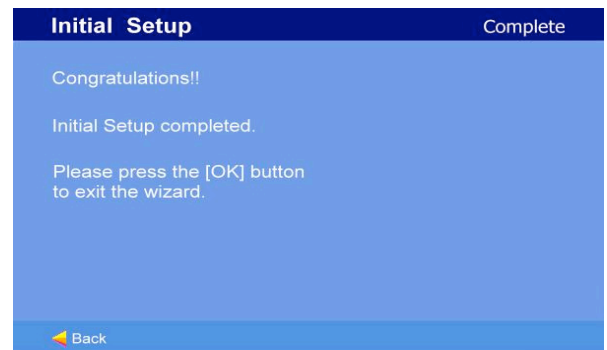 Initial Setup
Complete
Congratulations!!
Initial Setup completed.
Please press the [OK] button
to exit the wizard.
Back